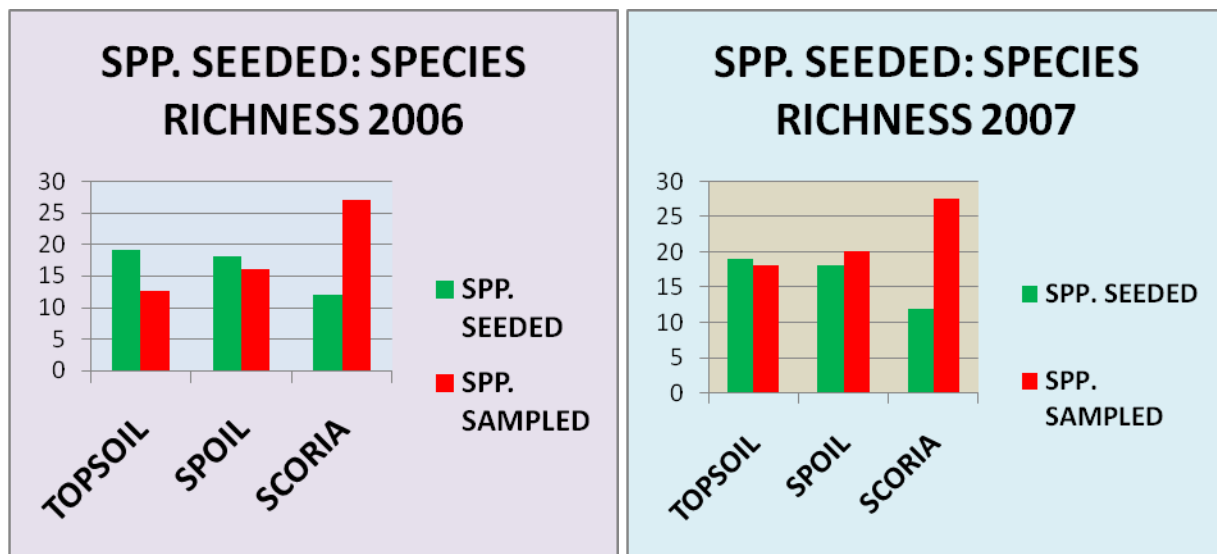 SPP. SEEDED: SPECIES
RICHNESS 2006
30
25
20
15
10
5
0
TOPSOIL
SPOIL
SCORIA
SPP.
SEEDED
SPP.
SAMPLED
SPP. SEEDED: SPECIES
RICHNESS 2007
30
25
20
15
10
5
0
TOPSOIL
SPOIL
SCORIA
SPP. SEEDED
SPP.
SAMPLED